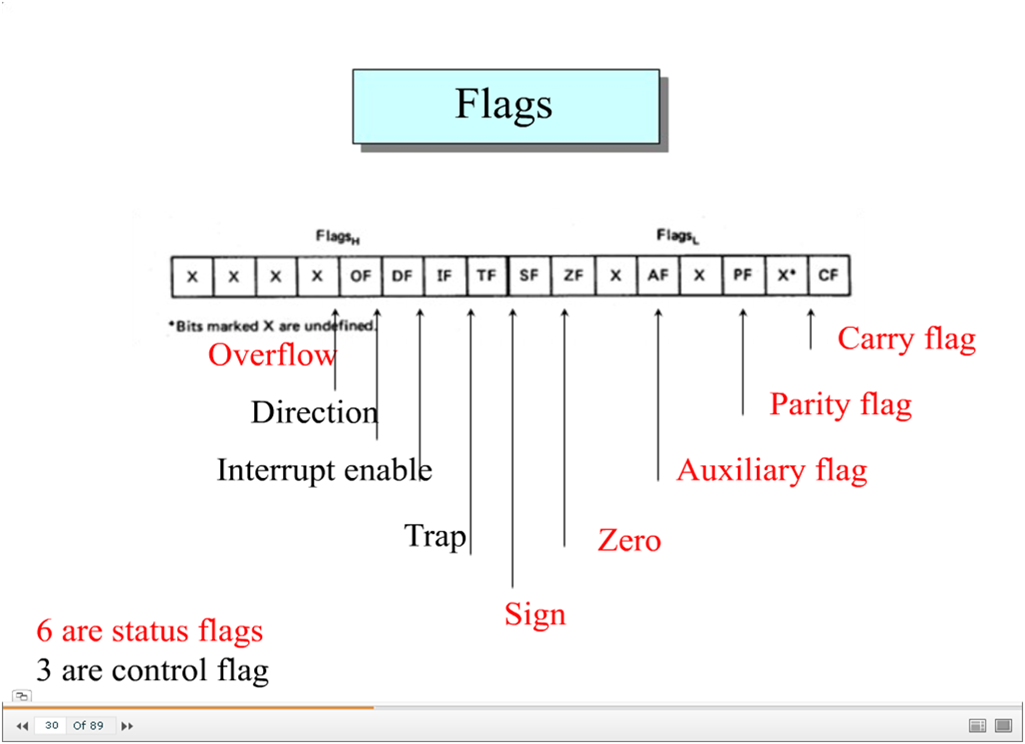 Flags
FlagsH FlagsL
X X X X OF DF IF TF SF ZF X AF X PF X* CF
*Bits marked X are undefined.
Overflow
Carry flag
Direction
Parity flag
Interrupt enable
Auxiliary flag
Trap
Zero
Sign
6 are status flags
3 are control flag
30 Of 89